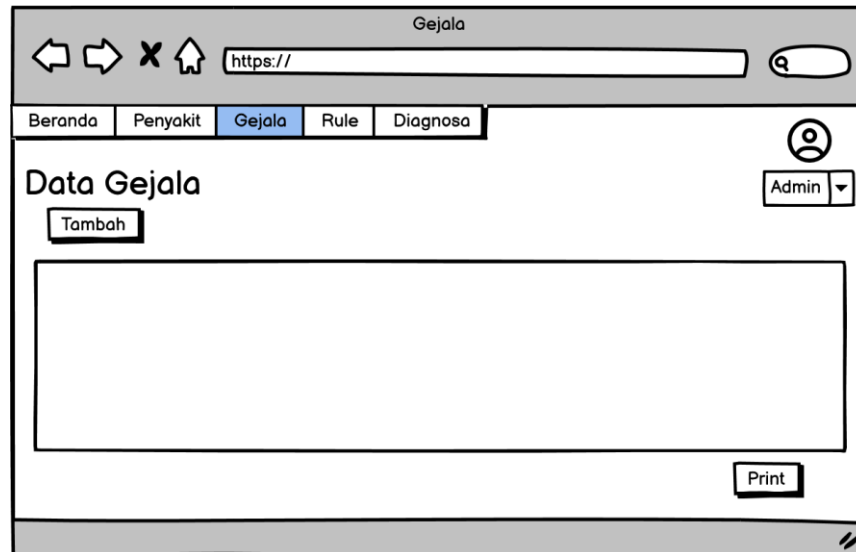 Gejala
https://
Beranda Penyakit Gejala Rule Diagnosa
Data Gejala
Admin
Tambah
Print